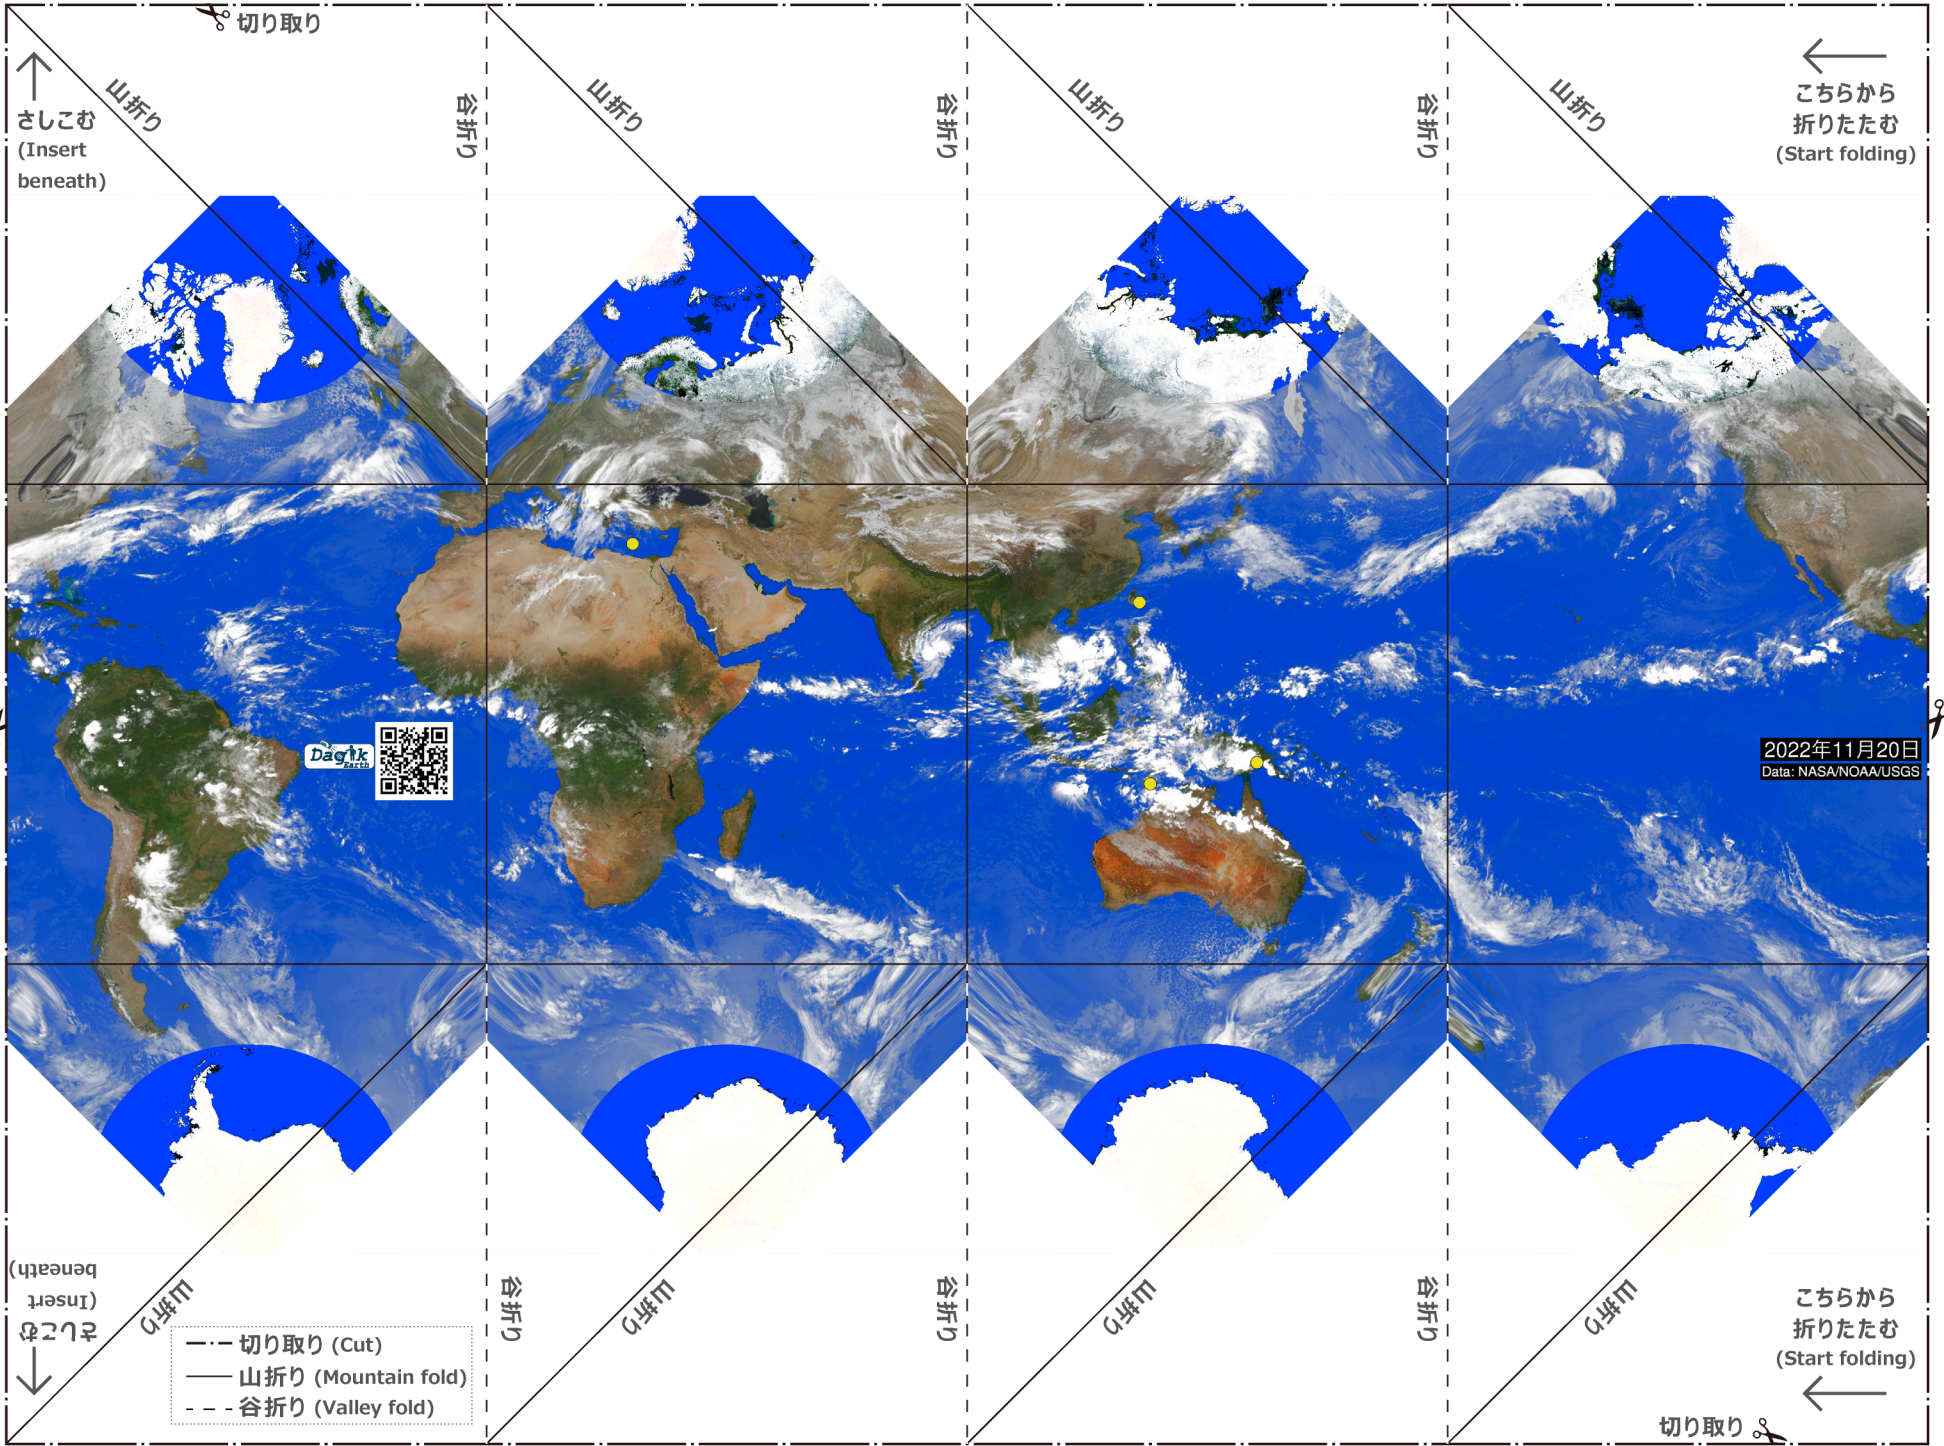 切り取り
さしこむ
(Insert
beneath)
山折り
谷折り
山折り
谷折り
山折り
谷折り
山折り
こちらから
折りたたむ
(Start folding)
Dagik
Earth
2022年11月20日
Data: NASA/NOAA/USGS
さしこむ
(Insert
beneath)
山折り
谷折り
山折り
谷折り
山折り
谷折り
山折り
こちらから
折りたたむ
(Start folding)
切り取り (Cut)
山折り (Mountain fold)
谷折り (Valley fold)
切り取り